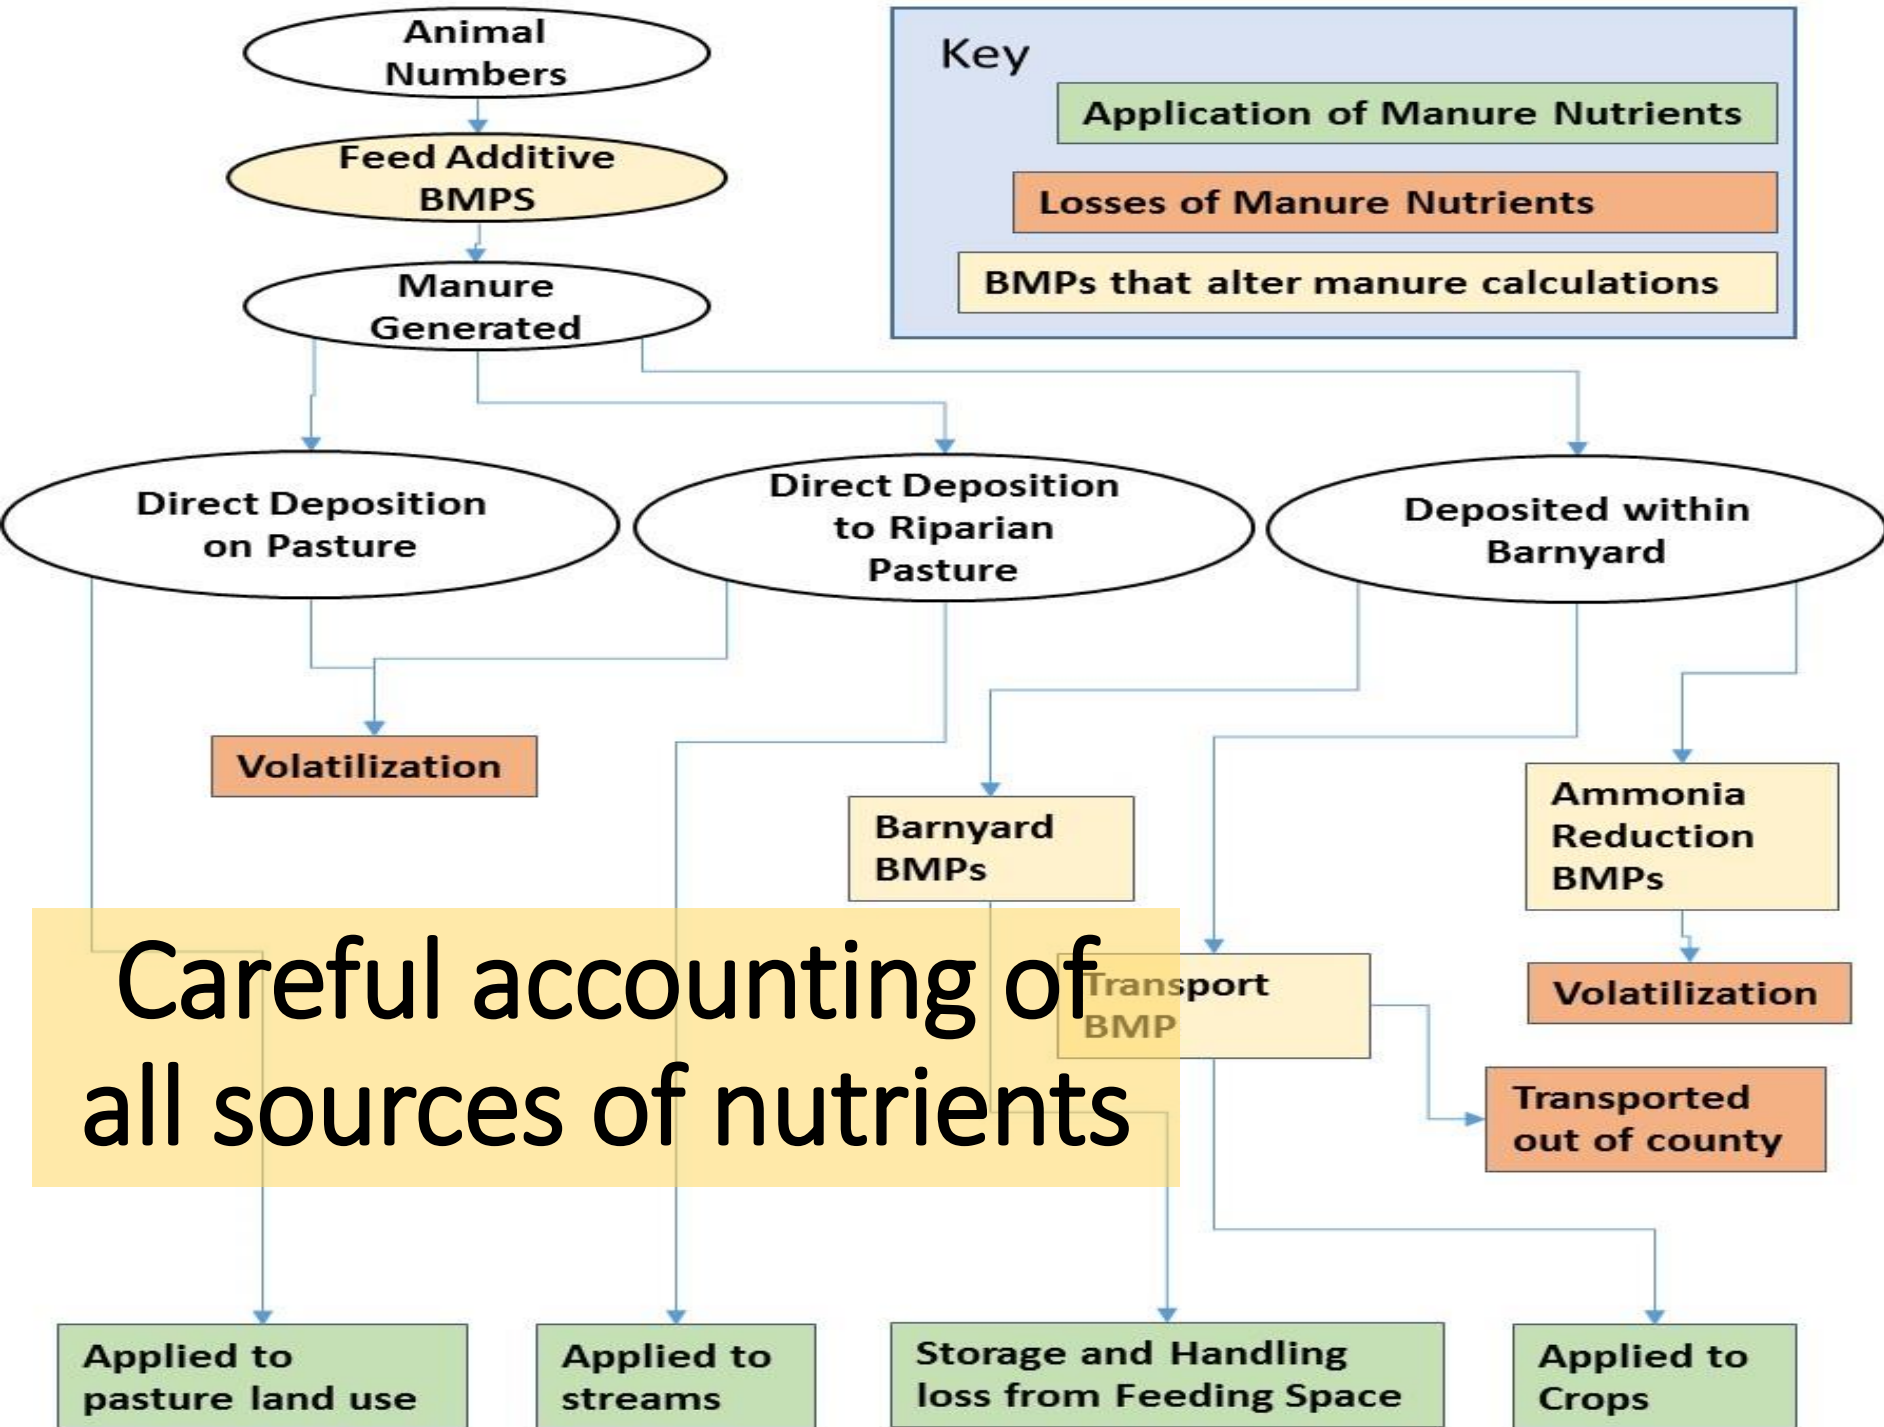 Animal
Numbers
Key
Application of Manure Nutrients
Feed Additive
BMPS
Losses of Manure Nutrients
BMPs that alter manure calculations
Manure
Generated
Direct Deposition
on Pasture
Direct Deposition
to Riparian
Pasture
Deposited within
Barnyard
Volatilization
Barnyard
BMPs
Ammonia
Reduction
BMPs
Careful accounting of
all sources of nutrients
Transport
BMP
Volatilization
Transported
out of county
Applied to
pasture land use
Applied to
streams
Storage and Handling
loss from Feeding Space
Applied to
Crops